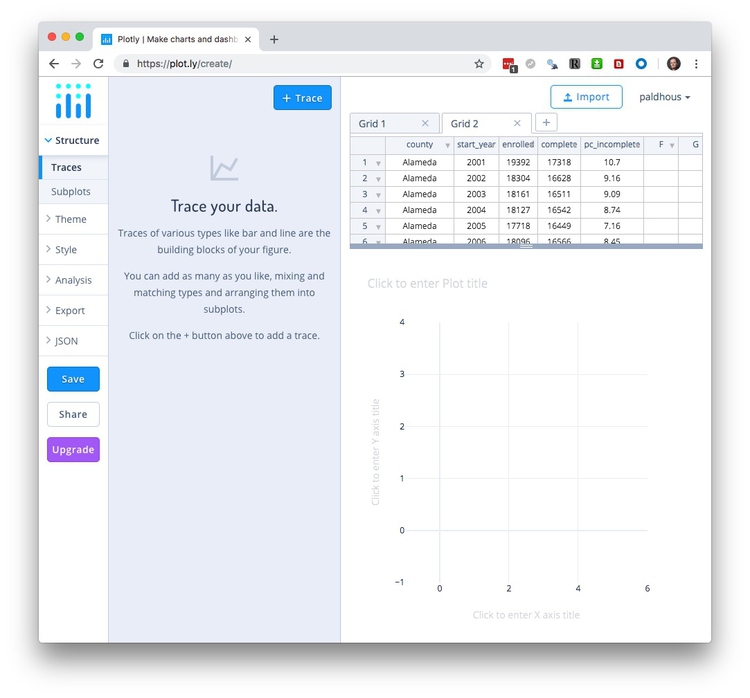 Plotly | Make charts and dashb
https://plot.ly/create/
1
Structure
Traces
Subplots
Theme
Style
Analysis
Export
JSON
Save
Share
Upgrade
+ Trace
Trace your data.
Traces of various types like bar and line are the
building blocks of your figure.
You can add as many as you like, mixing and
matching types and arranging them into
subplots.
Click on the + button above to add a trace.
Import
paldhous
Grid 1
Grid 2
county start_year enrolled complete pc_incomplete F G
1 Alameda 2001 19392 17318 10.7
2 Alameda 2002 18304 16628 9.16
3 Alameda 2003 18161 16511 9.09
4 Alameda 2004 18127 16542 8.74
5 Alameda 2005 17718 16449 7.16
6 Alameda 2006 18096 16566 8.45
Click to enter Plot title
Click to enter Y axis title
4
3
2
1
0
−1
0 2 4 6
Click to enter X axis title